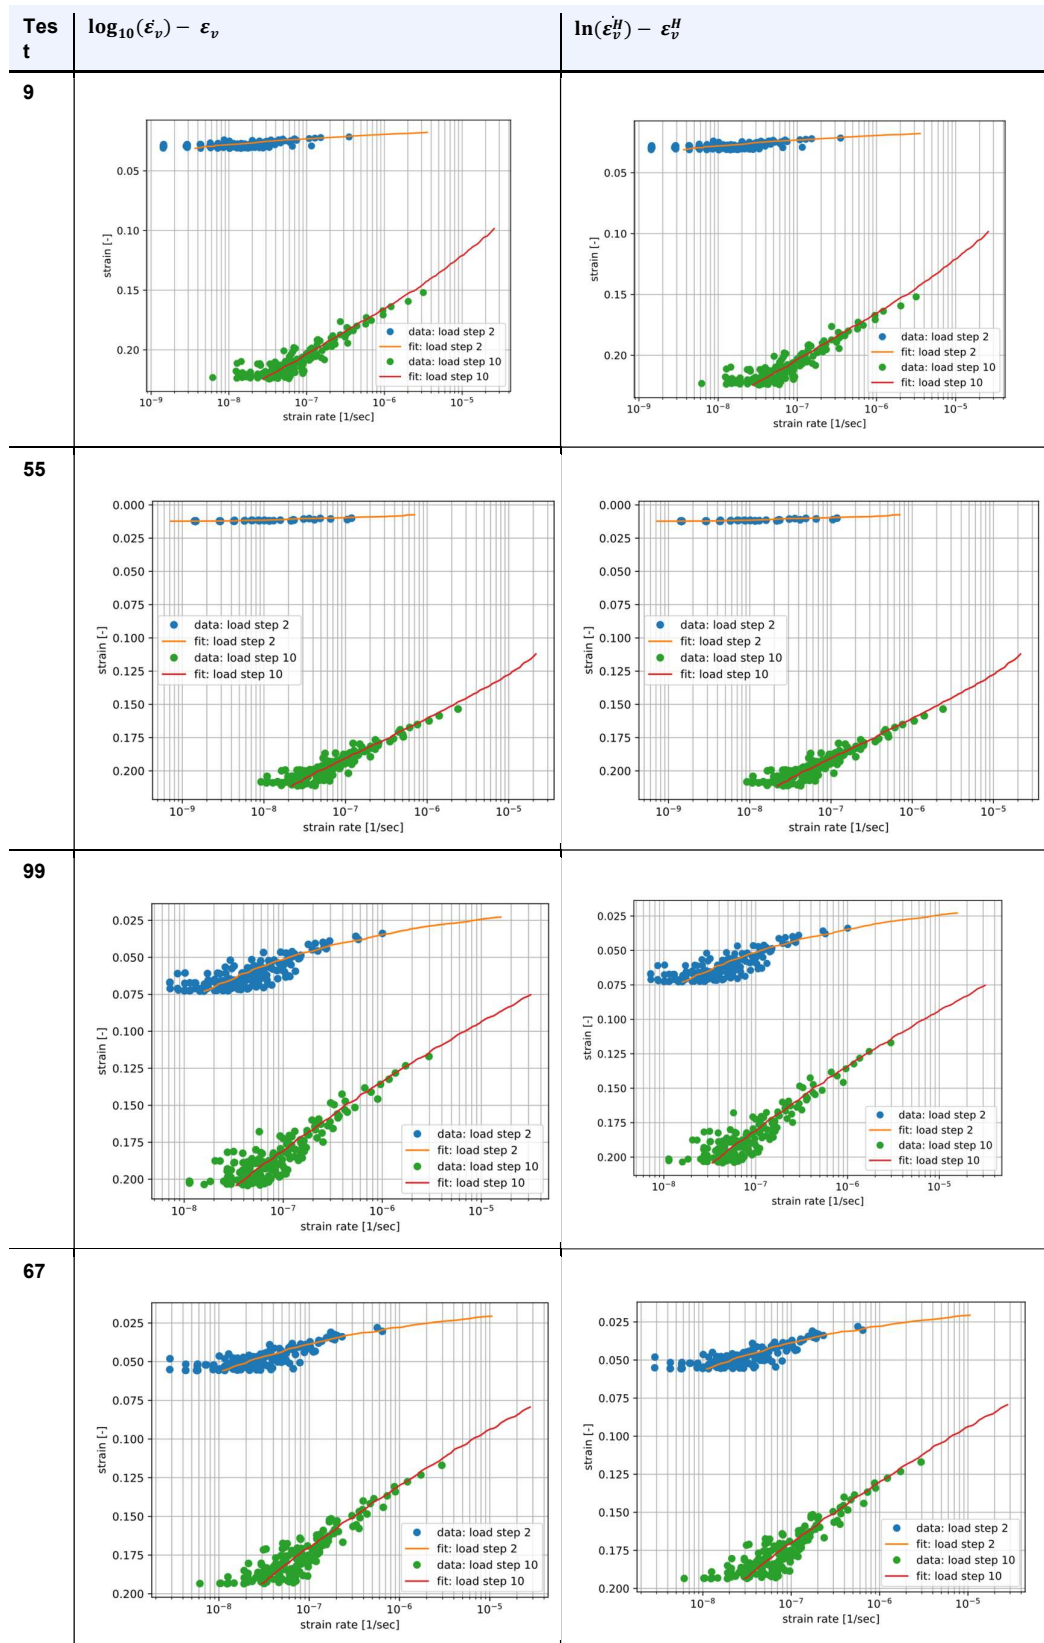 Tes
t
log₁₀(ε̇ᵥ) − εᵥ
ln(ε̇ᵥᴴ) − εᵥᴴ
9
0.05
0.10
0.15
0.20
strain [-]
data: load step 2
fit: load step 2
data: load step 10
fit: load step 10
10⁻⁹ 10⁻⁸ 10⁻⁷ 10⁻⁶ 10⁻⁵
strain rate [1/sec]
0.05
0.10
0.15
0.20
strain [-]
data: load step 2
fit: load step 2
data: load step 10
fit: load step 10
10⁻⁹ 10⁻⁸ 10⁻⁷ 10⁻⁶ 10⁻⁵
strain rate [1/sec]
55
0.000
0.025
0.050
0.075
0.100
0.125
0.150
0.175
0.200
strain [-]
data: load step 2
fit: load step 2
data: load step 10
fit: load step 10
10⁻⁹ 10⁻⁸ 10⁻⁷ 10⁻⁶ 10⁻⁵
strain rate [1/sec]
0.000
0.025
0.050
0.075
0.100
0.125
0.150
0.175
0.200
strain [-]
data: load step 2
fit: load step 2
data: load step 10
fit: load step 10
10⁻⁹ 10⁻⁸ 10⁻⁷ 10⁻⁶ 10⁻⁵
strain rate [1/sec]
99
0.025
0.050
0.075
0.100
0.125
0.150
0.175
0.200
strain [-]
data: load step 2
fit: load step 2
data: load step 10
fit: load step 10
10⁻⁸ 10⁻⁷ 10⁻⁶ 10⁻⁵
strain rate [1/sec]
0.025
0.050
0.075
0.100
0.125
0.150
0.175
0.200
strain [-]
data: load step 2
fit: load step 2
data: load step 10
fit: load step 10
10⁻⁸ 10⁻⁷ 10⁻⁶ 10⁻⁵
strain rate [1/sec]
67
0.025
0.050
0.075
0.100
0.125
0.150
0.175
0.200
strain [-]
data: load step 2
fit: load step 2
data: load step 10
fit: load step 10
10⁻⁸ 10⁻⁷ 10⁻⁶ 10⁻⁵
strain rate [1/sec]
0.025
0.050
0.075
0.100
0.125
0.150
0.175
0.200
strain [-]
data: load step 2
fit: load step 2
data: load step 10
fit: load step 10
10⁻⁸ 10⁻⁷ 10⁻⁶ 10⁻⁵
strain rate [1/sec]